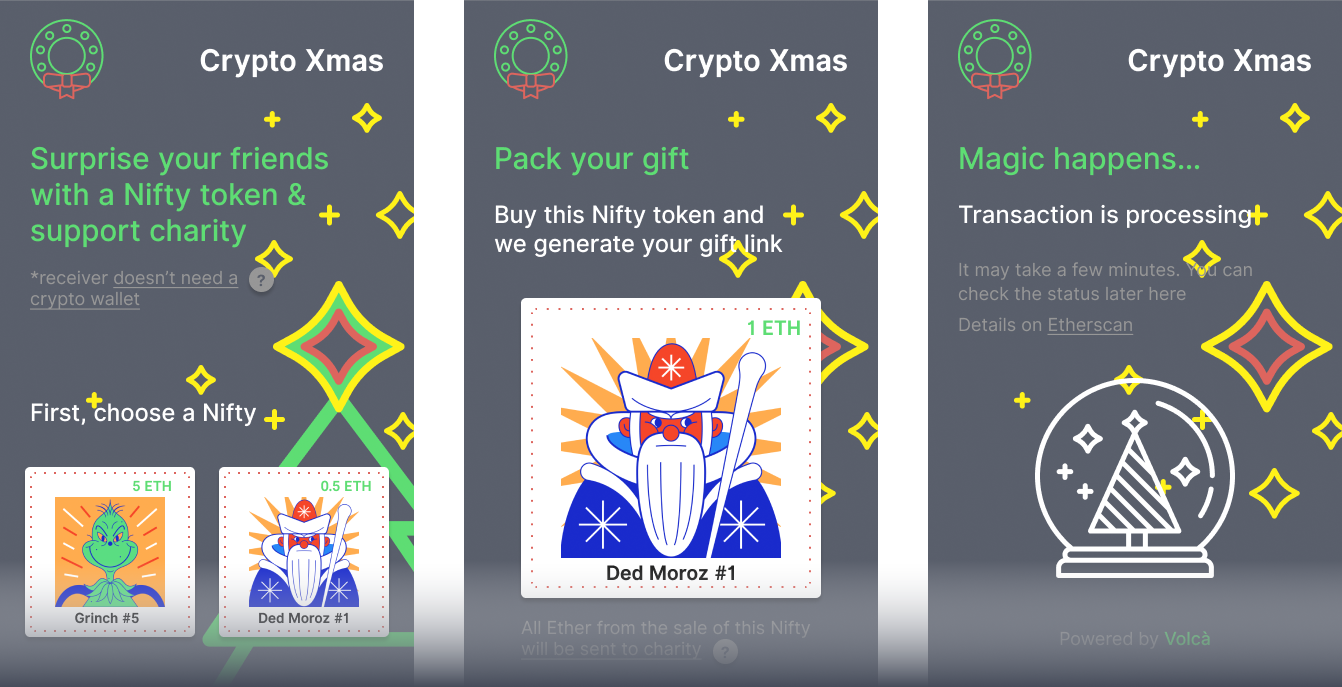 Crypto Xmas
Surprise your friends
with a Nifty token &
support charity
*receiver doesn’t need a
crypto wallet
?
First, choose a Nifty
5 ETH
Grinch #5
0.5 ETH
Ded Moroz #1
Crypto Xmas
Pack your gift
Buy this Nifty token and
we generate your gift link
1 ETH
Ded Moroz #1
All Ether from the sale of this Nifty
will be sent to charity
?
Crypto Xmas
Magic happens...
Transaction is processing
It may take a few minutes. You can
check the status later here
Details on Etherscan
Powered by Volcà